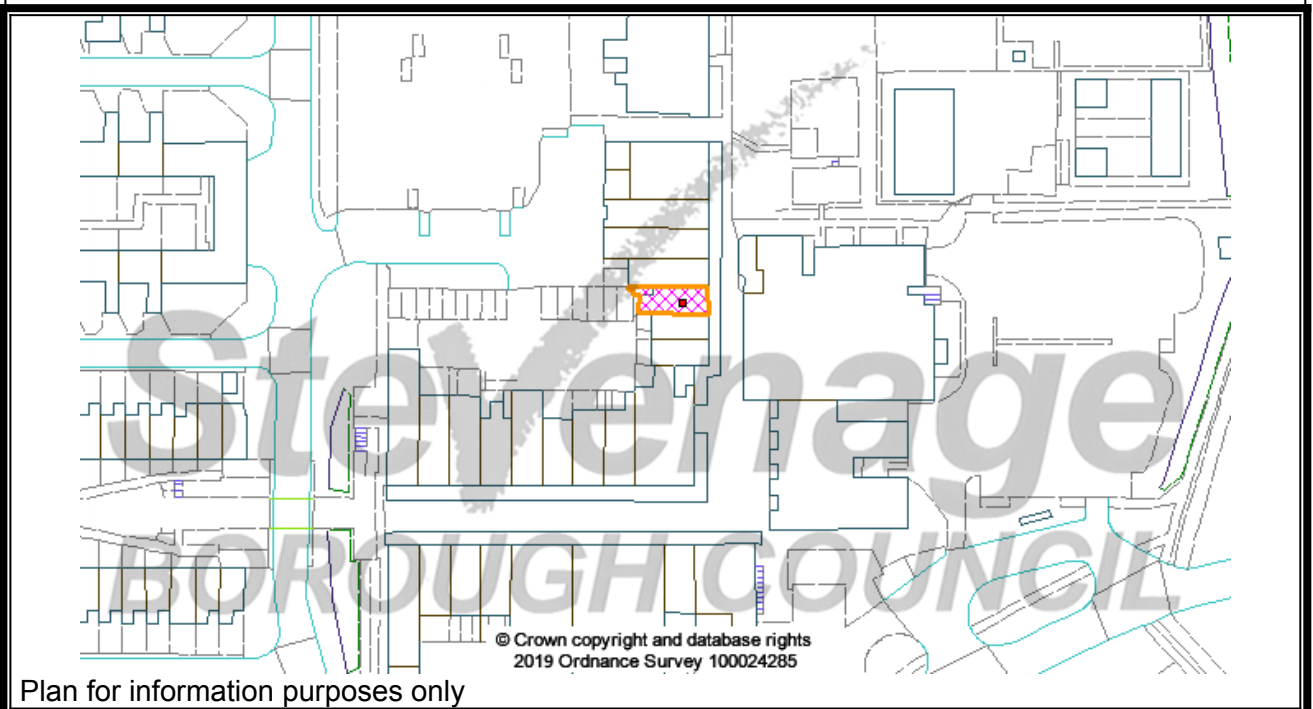 Stevenage
BOROUGH COUNCIL
© Crown copyright and database rights
2019 Ordnance Survey 100024285
Plan for information purposes only